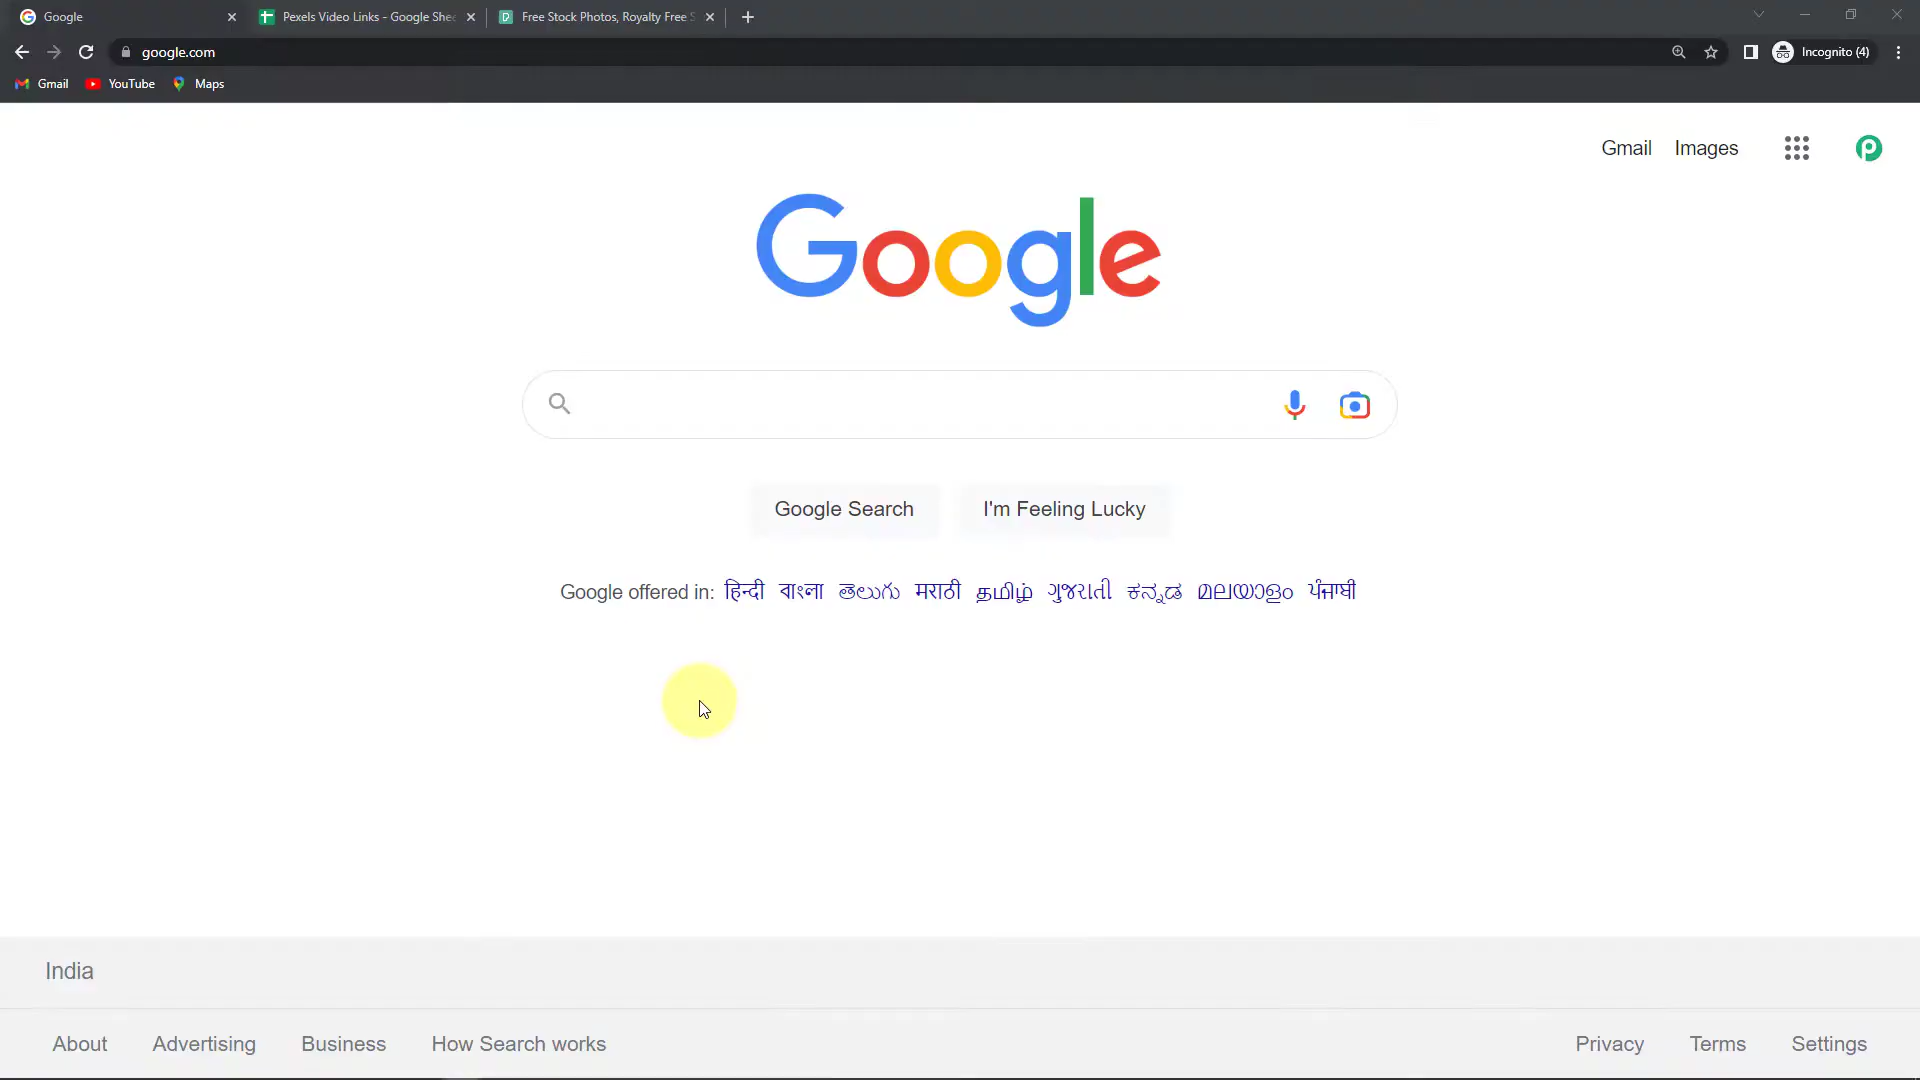 Google
Pexels Video Links - Google Shee
Free Stock Photos, Royalty Free S
google.com
Incognito (4)
Gmail
YouTube
Maps
Gmail
Images
Google
Google Search
I'm Feeling Lucky
Google offered in: हिन्दी বাংলা తెలుగు मराठी தமிழ் ગુજરાતી ಕನ್ನಡ മലയാളം ਪੰਜਾਬੀ
India
About
Advertising
Business
How Search works
Privacy
Terms
Settings